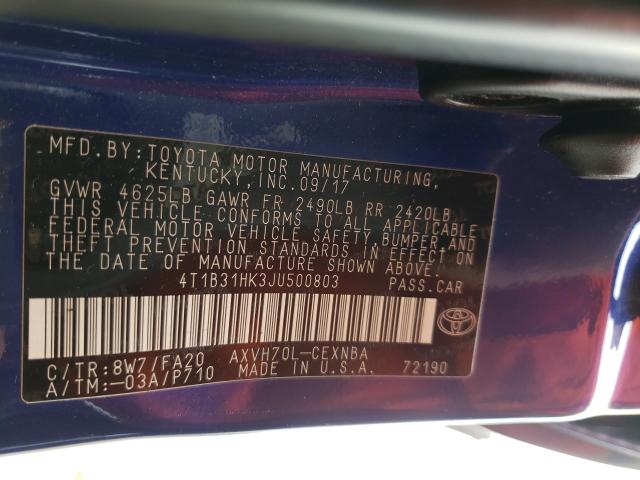 MFD. BY: TOYOTA MOTOR MANUFACTURING,
KENTUCKY, INC. 09/17
GVWR 4625LB GAWR FR 2490LB RR 2420LB
THIS VEHICLE CONFORMS TO ALL APPLICABLE
FEDERAL MOTOR VEHICLE SAFETY, BUMPER, AND
THEFT PREVENTION STANDARDS IN EFFECT ON
THE DATE OF MANUFACTURE SHOWN ABOVE.
4T1B31HK3JU500803 PASS.CAR
C/TR:8W7/FA20 AXVH70L-CEXNBA
A/TM:-03A/P710 MADE IN U.S.A. 72190